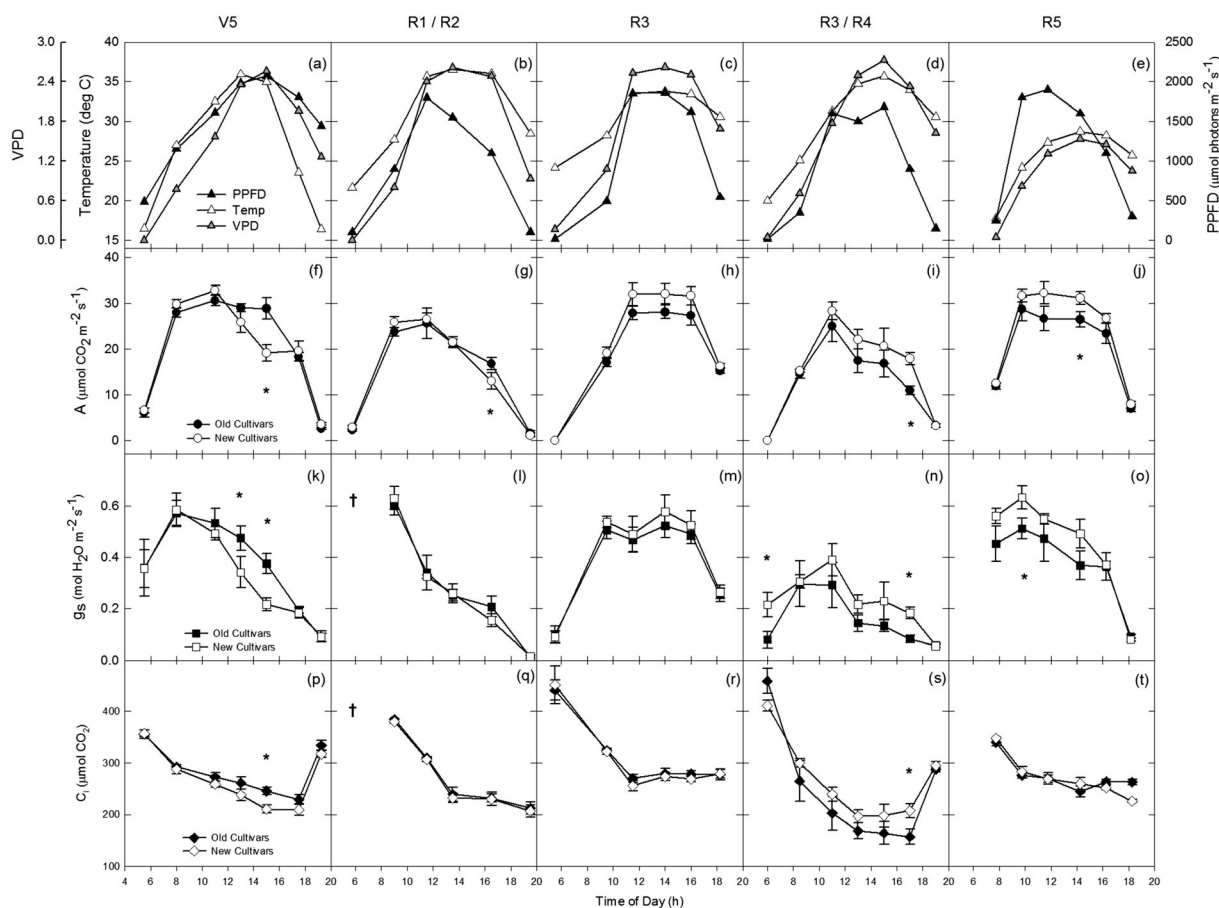 V5 R1 / R2 R3 R3 / R4 R5
3.0 40 (a) (b) (c) (d) (e) 2500
2.4 35 2000
1.8 30 1500
1.2 25 1000
0.6 20 500
0.0 15 0
VPD
Temperature (deg C)
PPFD (µmol photons m-2 s-1)
PPFD
Temp
VPD
40 (f) (g) (h) (i) (j)
30
20
10
0
A (µmol CO2 m-2 s-1)
* * * *
Old Cultivars
New Cultivars
(k) (l) (m) (n) (o)
0.6
0.4
0.2
0.0
gS (mol H2O m-2 s-1)
* * † * * *
Old Cultivars
New Cultivars
(p) (q) (r) (s) (t)
400
300
200
100
Ci (µmol CO2)
* † *
Old Cultivars
New Cultivars
4 6 8 10 12 14 16 18 20 6 8 10 12 14 16 18 20 6 8 10 12 14 16 18 20 6 8 10 12 14 16 18 20 6 8 10 12 14 16 18 20
Time of Day (h)